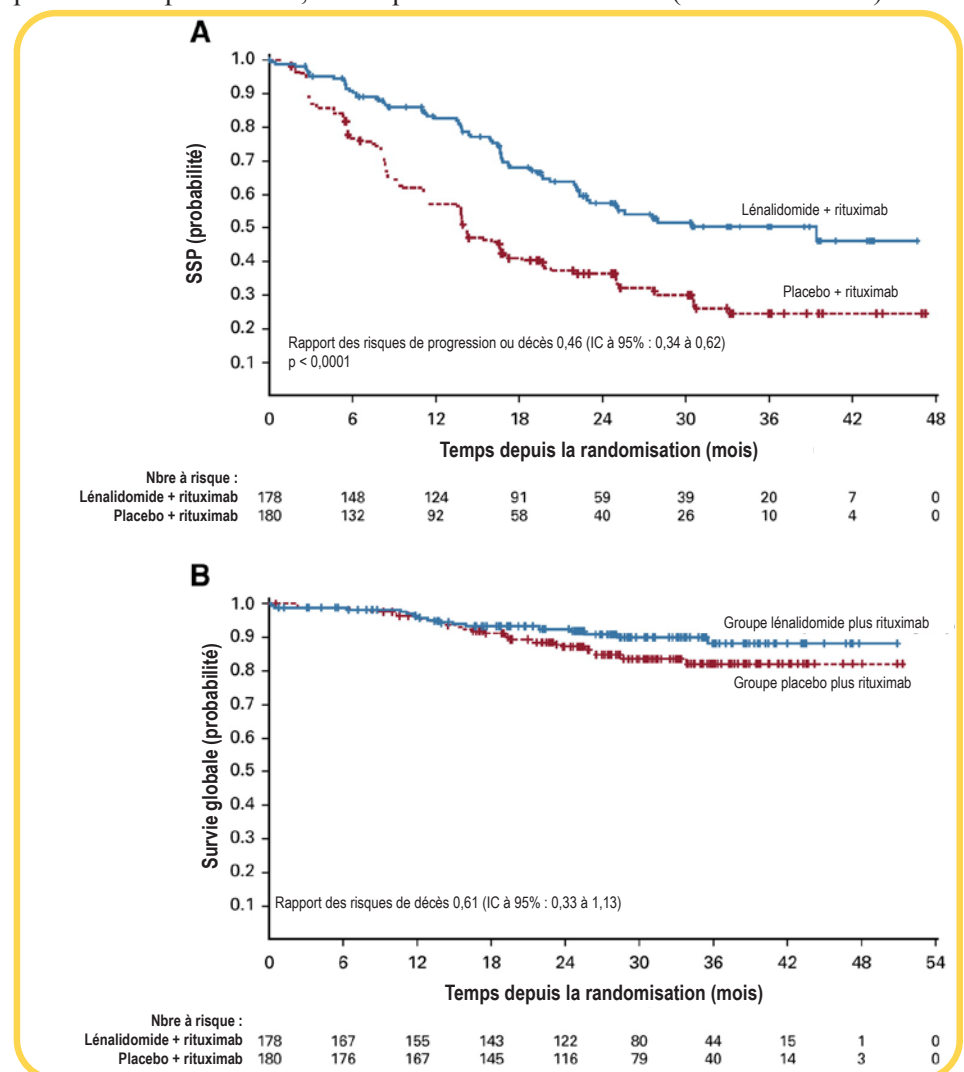 A
1.0
0.9
0.8
0.7
0.6
0.5
0.4
0.3
0.2
0.1
SSP (probabilité)
Lénalidomide + rituximab
Placebo + rituximab
Rapport des risques de progression ou décès 0,46 (IC à 95% : 0,34 à 0,62)
p < 0,0001
0 6 12 18 24 30 36 42 48
Temps depuis la randomisation (mois)
Nbre à risque :
Lénalidomide + rituximab 178 148 124 91 59 39 20 7 0
Placebo + rituximab 180 132 92 58 40 26 10 4 0
B
1.0
0.9
0.8
0.7
0.6
0.5
0.4
0.3
0.2
0.1
Survie globale (probabilité)
Groupe lénalidomide plus rituximab
Groupe placebo plus rituximab
Rapport des risques de décès 0,61 (IC à 95% : 0,33 à 1,13)
0 6 12 18 24 30 36 42 48 54
Temps depuis la randomisation (mois)
Nbre à risque :
Lénalidomide + rituximab 178 167 155 143 122 80 44 15 1 0
Placebo + rituximab 180 176 167 145 116 79 40 14 3 0